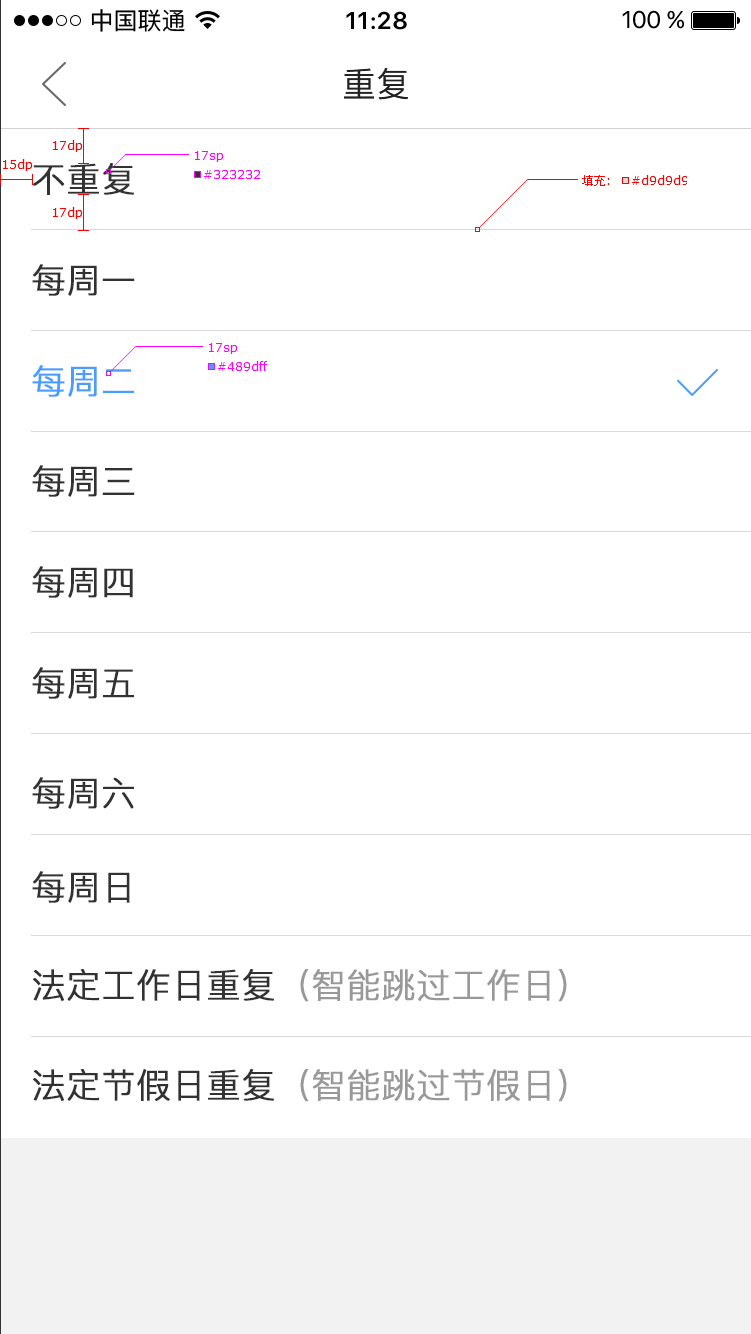 中国联通 11:28 100 %
重复
17dp
17sp
15dp
#323232
不重复
填充: #d9d9d9
17dp
每周一
17sp
#489dff
每周二
每周三
每周四
每周五
每周六
每周日
法定工作日重复（智能跳过工作日）
法定节假日重复（智能跳过节假日）